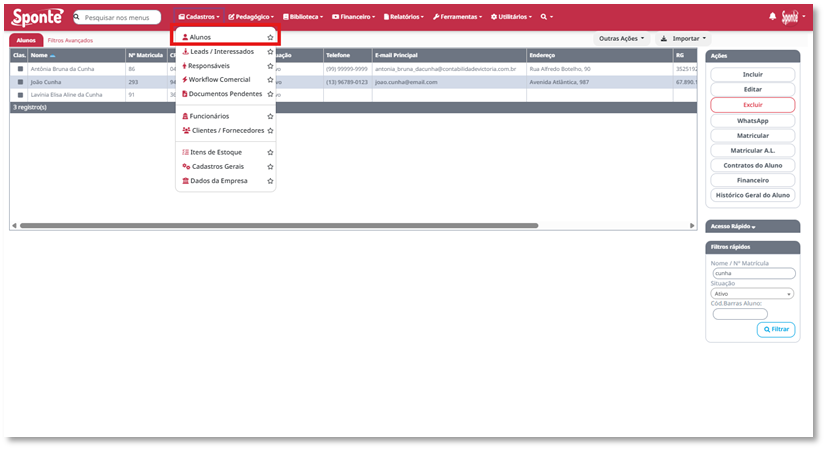 Sponte
Pesquisar nos menus
Cadastros
Pedagógico
Biblioteca
Financeiro
Relatórios
Ferramentas
Utilitários
Sponte
Alunos
Filtros Avançados
Outras Ações
Importar
Alunos
Leads / Interessados
Responsáveis
Workflow Comercial
Documentos Pendentes
Funcionários
Clientes / Fornecedores
Itens de Estoque
Cadastros Gerais
Dados da Empresa
Clas. Nome Nº Matrícula Telefone E-mail Principal Endereço RG
Antônia Bruna da Cunha 86 04 (99) 99999-9999 antonia_bruna_dacunha@contabilidadevictoria.com.br Rua Alfredo Botelho, 90 3525192
João Cunha 293 94 (13) 96789-0123 joao.cunha@email.com Avenida Atlântica, 987 67.890.1
Lavínia Elisa Aline da Cunha 91 36
3 registro(s)
Ações
Incluir
Editar
Excluir
WhatsApp
Matricular
Matricular A.L.
Contratos do Aluno
Financeiro
Histórico Geral do Aluno
Acesso Rápido
Filtros rápidos
Nome / Nº Matrícula
cunha
Situação
Ativo
Cód.Barras Aluno:
Filtrar